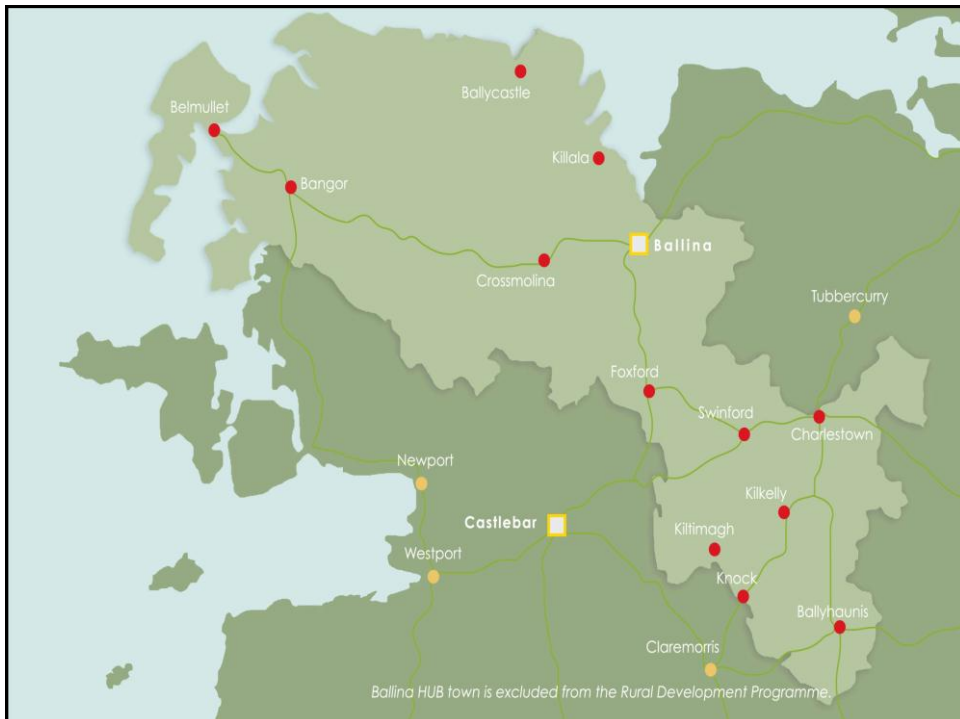 Ballycastle
Belmullet
Killala
Bangor
Ballina
Crossmolina
Tubbercurry
Foxford
Swinford
Charlestown
Newport
Kilkelly
Castlebar
Kiltimagh
Westport
Knock
Ballyhaunis
Claremorris
Ballina HUB town is excluded from the Rural Development Programme.